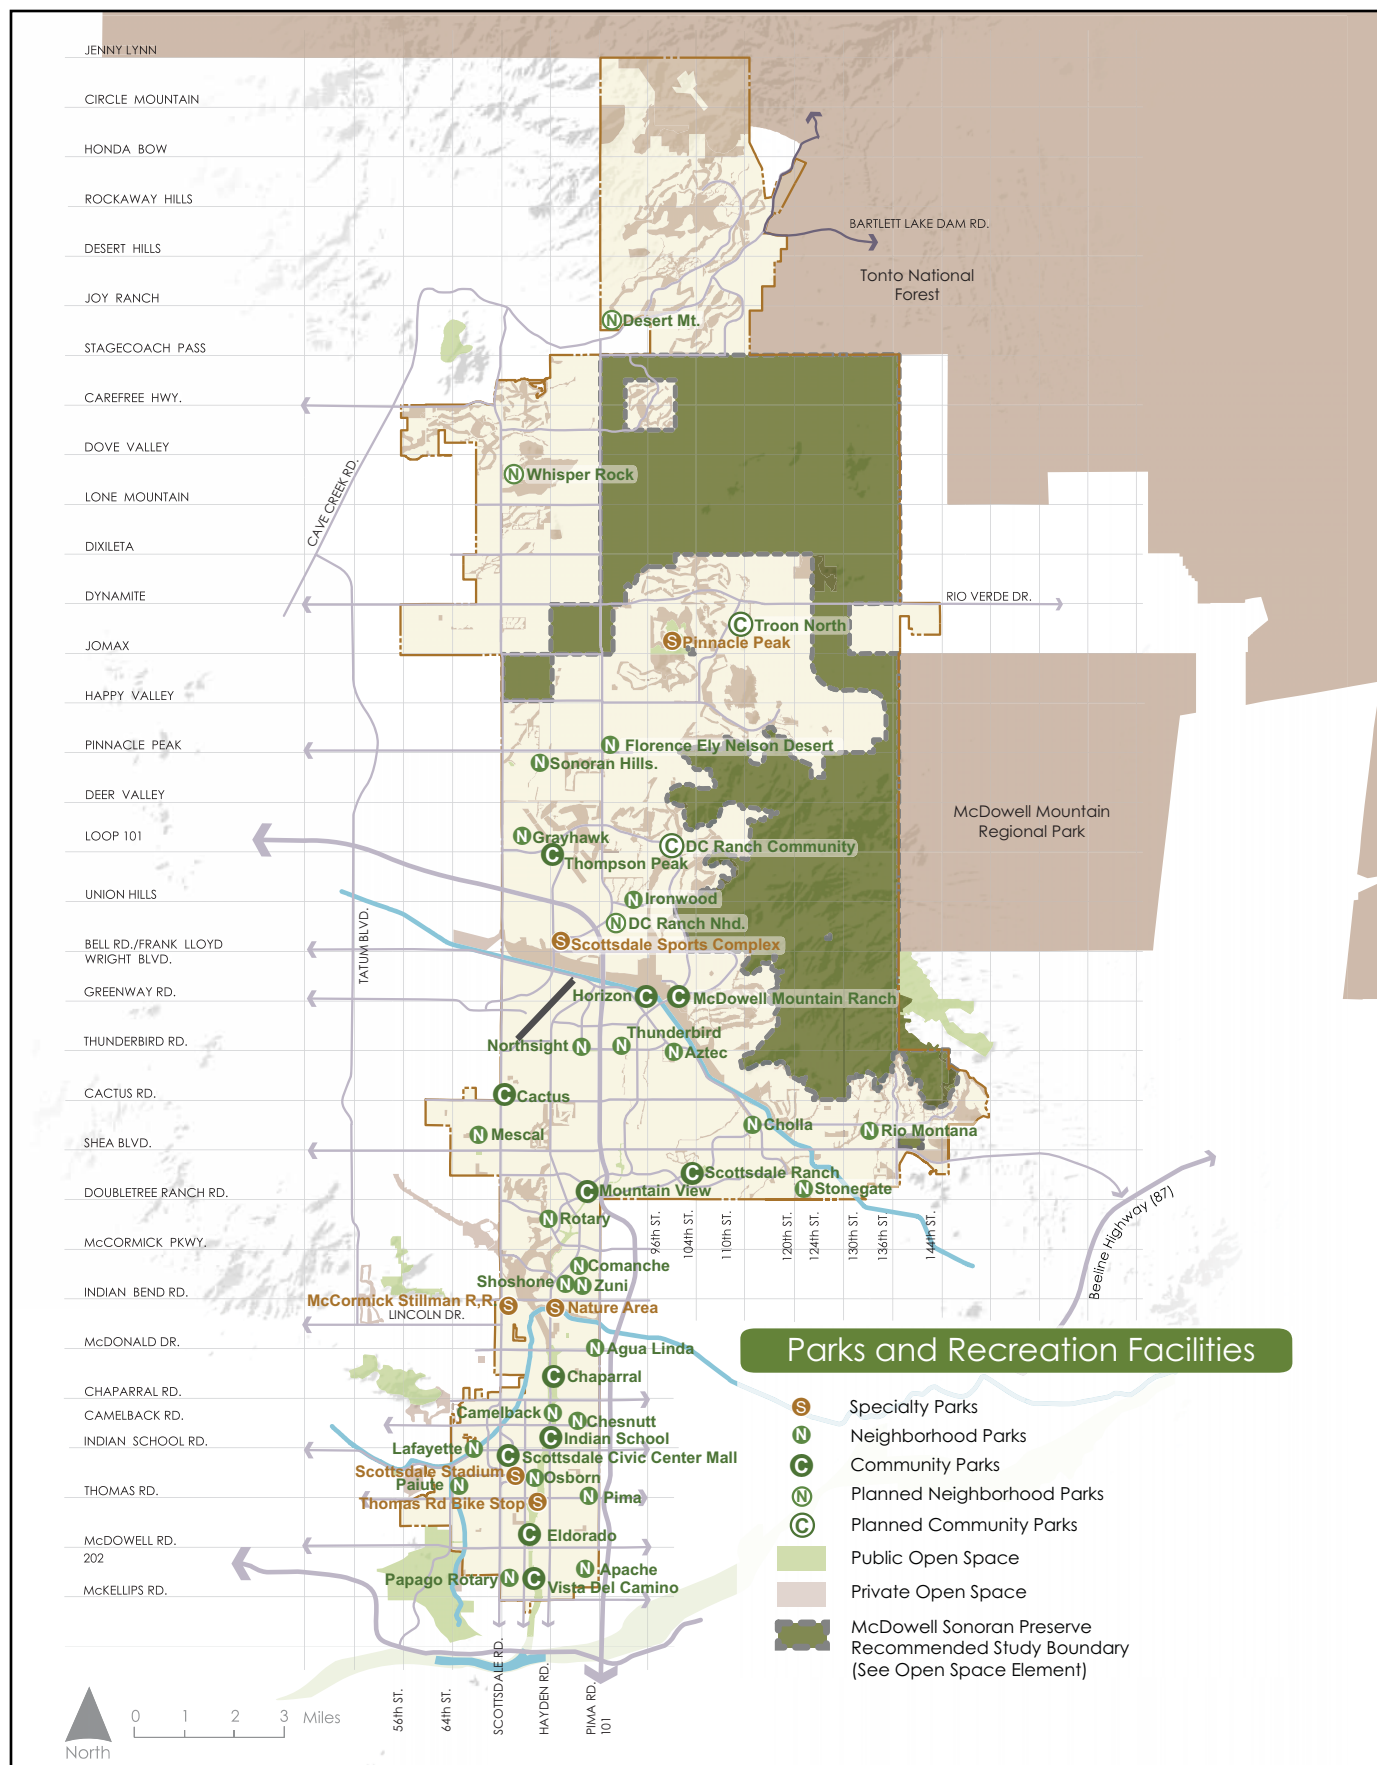 JENNY LYNN
CIRCLE MOUNTAIN
HONDA BOW
ROCKAWAY HILLS
DESERT HILLS
JOY RANCH
STAGECOACH PASS
CAREFREE HWY.
DOVE VALLEY
LONE MOUNTAIN
DIXILETA
DYNAMITE
JOMAX
HAPPY VALLEY
PINNACLE PEAK
DEER VALLEY
LOOP 101
UNION HILLS
BELL RD./FRANK LLOYD
WRIGHT BLVD.
GREENWAY RD.
THUNDERBIRD RD.
CACTUS RD.
SHEA BLVD.
DOUBLETREE RANCH RD.
McCORMICK PKWY.
INDIAN BEND RD.
McDONALD DR.
CHAPARRAL RD.
CAMELBACK RD.
INDIAN SCHOOL RD.
THOMAS RD.
McDOWELL RD.
202
McKELLIPS RD.
BARTLETT LAKE DAM RD.
Tonto National
Forest
N Desert Mt.
CAVE CREEK RD.
N Whisper Rock
RIO VERDE DR.
C Troon North
S Pinnacle Peak
N Florence Ely Nelson Desert
N Sonoran Hills.
McDowell Mountain
Regional Park
N Grayhawk
C Thompson Peak
C DC Ranch Community
N Ironwood
N DC Ranch Nhd.
TATUM BLVD.
S Scottsdale Sports Complex
Horizon C
C McDowell Mountain Ranch
Thunderbird
N
Northsight N
N Aztec
C Cactus
N Mescal
N Cholla
N Rio Montana
C Scottsdale Ranch
C Mountain View
N Stonegate
N Rotary
96th ST.
104th ST.
110th ST.
120th ST.
124th ST.
130th ST.
136th ST.
144th ST.
Beeline Highway (87)
N Comanche
Shoshone N
N Zuni
McCormick Stillman R,R S
S Nature Area
LINCOLN DR.
N Agua Linda
C Chaparral
Camelback N
N Chesnutt
C Indian School
Lafayette N
C Scottsdale Civic Center Mall
Scottsdale Stadium S
N Osborn
Paiute N
N Pima
Thomas Rd Bike Stop S
C Eldorado
N Apache
Papago Rotary N
C Vista Del Camino
Parks and Recreation Facilities
S Specialty Parks
N Neighborhood Parks
C Community Parks
N Planned Neighborhood Parks
C Planned Community Parks
Public Open Space
Private Open Space
McDowell Sonoran Preserve
Recommended Study Boundary
(See Open Space Element)
56th ST.
64th ST.
SCOTTSDALE RD.
HAYDEN RD.
PIMA RD.
101
0 1 2 3 Miles
North